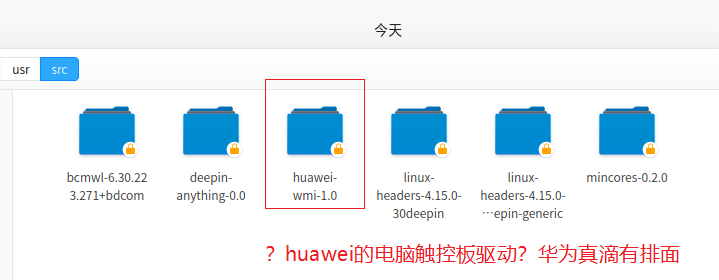 今天
usr src
bcmwl-6.30.22
3.271+bdcom
deepin-
anything-0.0
huawei-
wmi-1.0
linux-
headers-4.15.0-
30deepin
linux-
headers-4.15.0-
…epin-generic
mincores-0.2.0
？huawei的电脑触控板驱动？华为真滴有排面